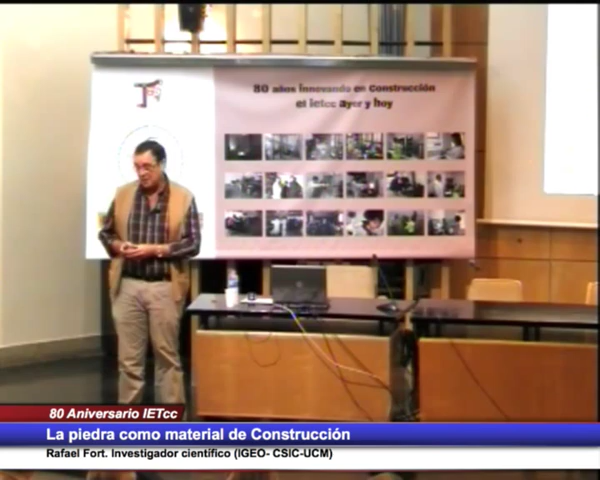 80 años innovando en Construcción
el ietcc ayer y hoy
80 Aniversario IETcc
La piedra como material de Construcción
Rafael Fort. Investigador científico (IGEO- CSIC-UCM)